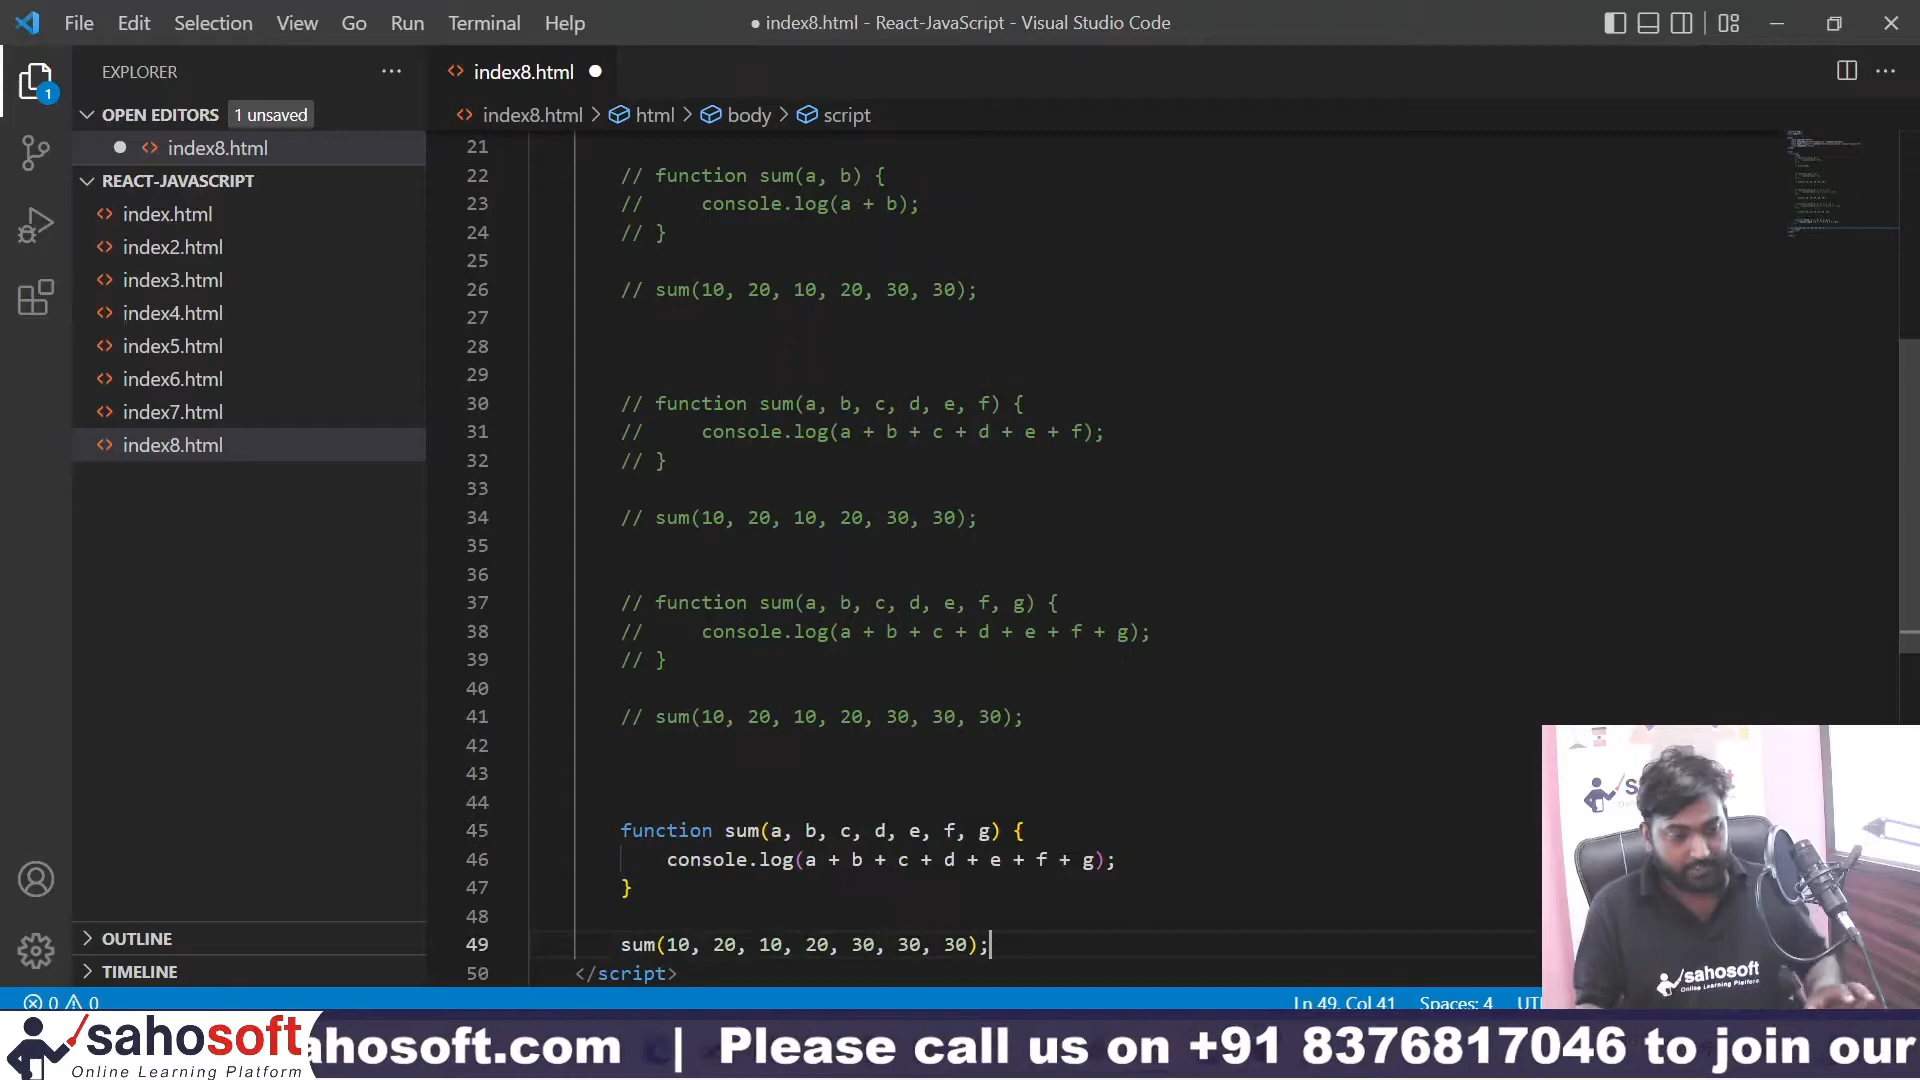 File Edit Selection View Go Run Terminal Help
● index8.html - React-JavaScript - Visual Studio Code
EXPLORER
OPEN EDITORS 1 unsaved
index8.html
REACT-JAVASCRIPT
index.html
index2.html
index3.html
index4.html
index5.html
index6.html
index7.html
index8.html
OUTLINE
TIMELINE
1
index8.html
index8.html > html > body > script
21
22 // function sum(a, b) {
23 //     console.log(a + b);
24 // }
25
26 // sum(10, 20, 10, 20, 30, 30);
27
28
29
30 // function sum(a, b, c, d, e, f) {
31 //     console.log(a + b + c + d + e + f);
32 // }
33
34 // sum(10, 20, 10, 20, 30, 30);
35
36
37 // function sum(a, b, c, d, e, f, g) {
38 //     console.log(a + b + c + d + e + f + g);
39 // }
40
41 // sum(10, 20, 10, 20, 30, 30, 30);
42
43
44
45 function sum(a, b, c, d, e, f, g) {
46     console.log(a + b + c + d + e + f + g);
47 }
48
49 sum(10, 20, 10, 20, 30, 30, 30);
50 </script>
0 0
Ln 49, Col 41 Spaces: 4
sahosoft
Online Learning Platform
sahosoft
Online Learning Platform
ahosoft.com | Please call us on +91 8376817046 to join our